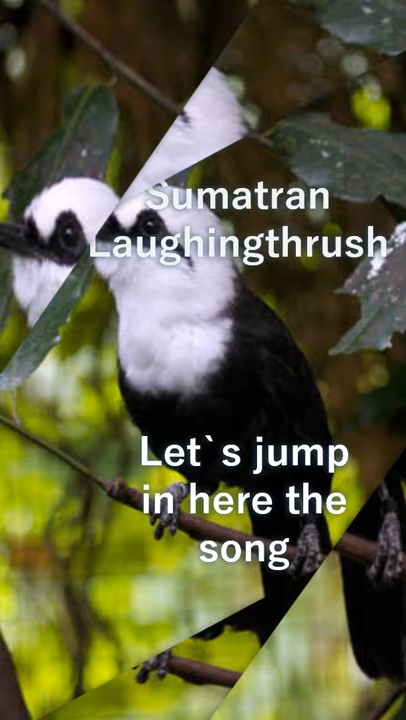 Sumatran
Laughingthrush
Let`s jump
in here the
song